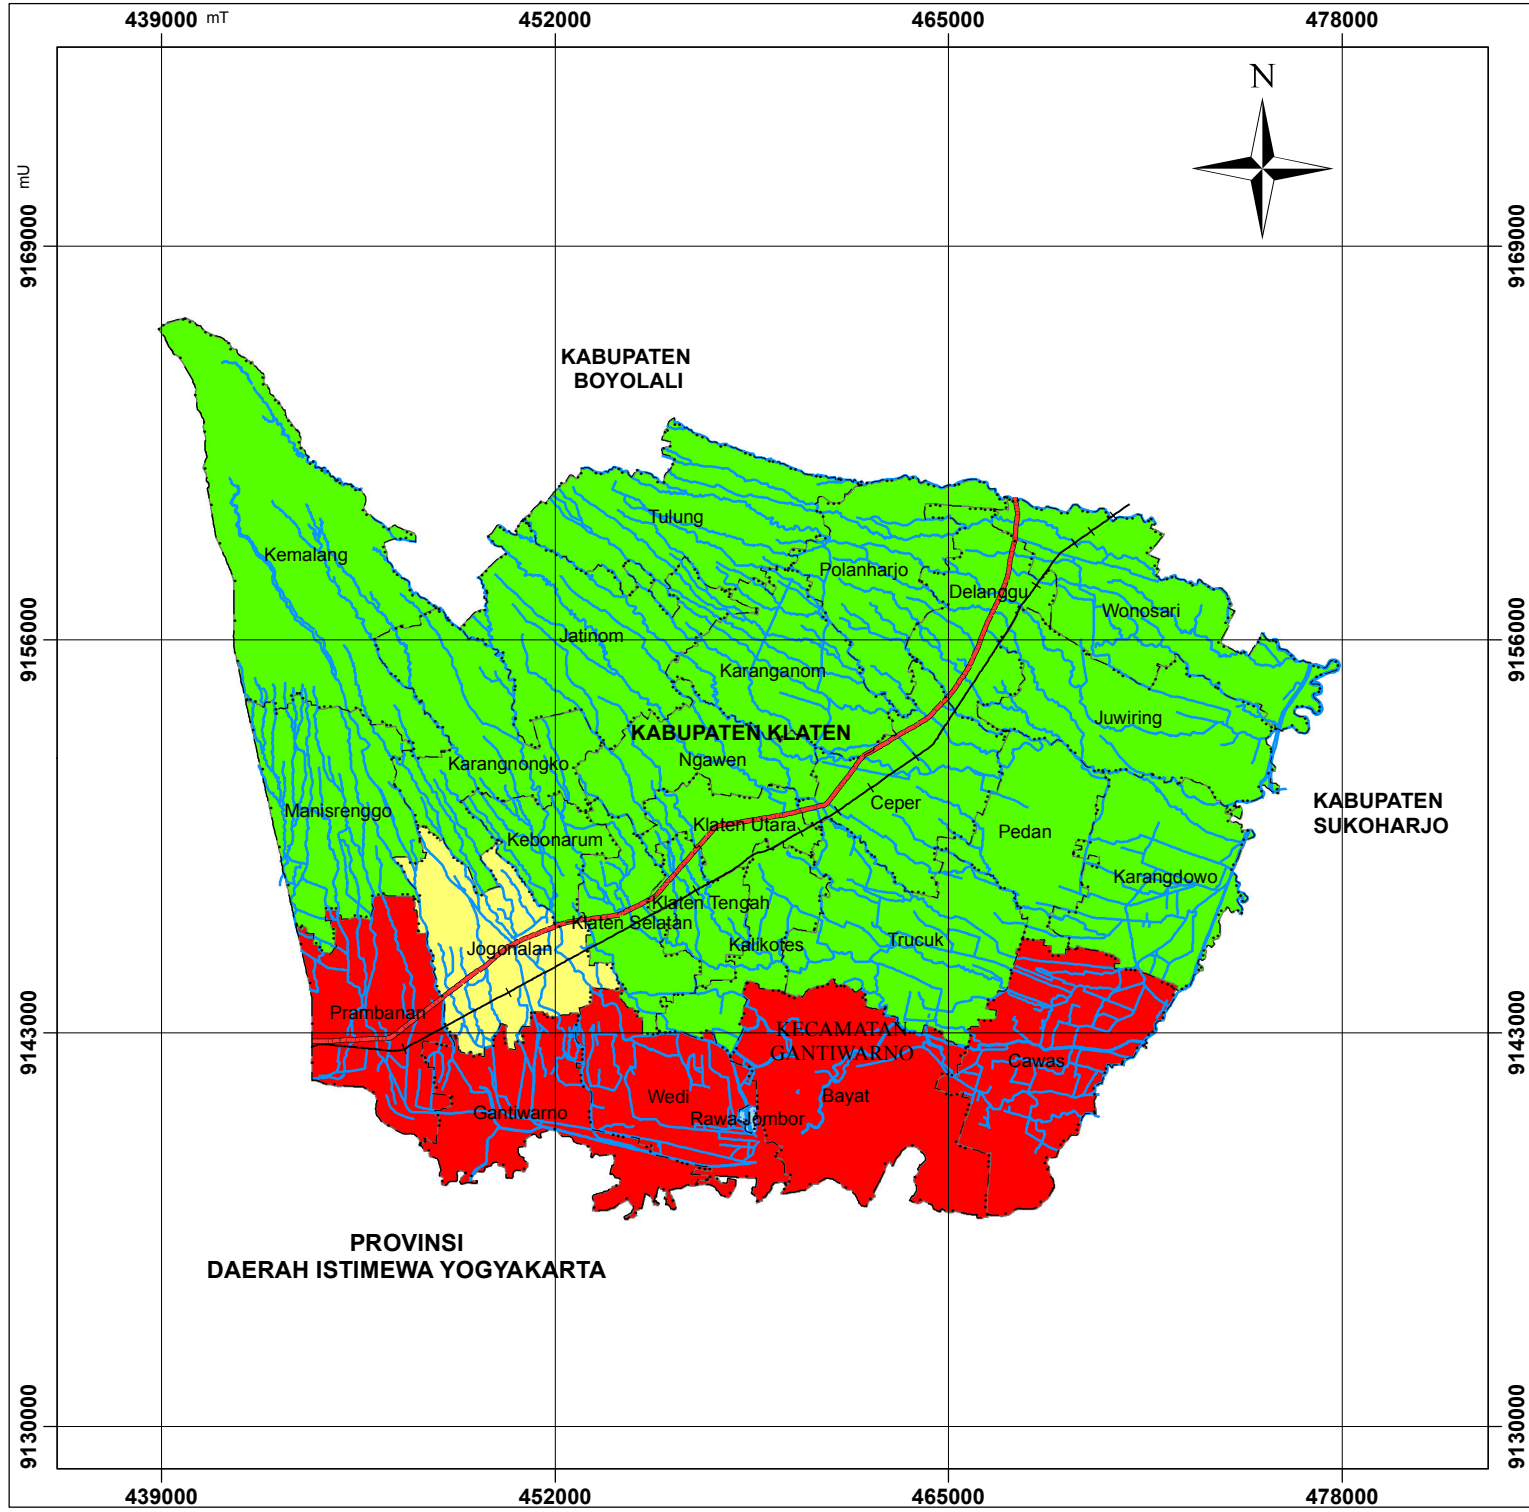 439000 mT
452000
465000
478000
N
mU
9169000
9169000
KABUPATEN
BOYOLALI
Tulung
Kemalang
Polanharjo
Delanggu
Wonosari
Jatinom
9156000
9156000
Karanganom
Juwiring
KABUPATEN KLATEN
Ngawen
Karangnongko
KABUPATEN
SUKOHARJO
Ceper
Manisrenggo
Klaten Utara
Pedan
Kebonarum
Karangdowo
Klaten Tengah
Klaten Selatan
Jogonalan
Kalikotes
Trucuk
Prambanan
KECAMATAN
GANTIWARNO
9143000
9143000
Cawas
Wedi
Bayat
Gantiwarno
Rawa Jombor
PROVINSI
DAERAH ISTIMEWA YOGYAKARTA
9130000
9130000
439000
452000
465000
478000